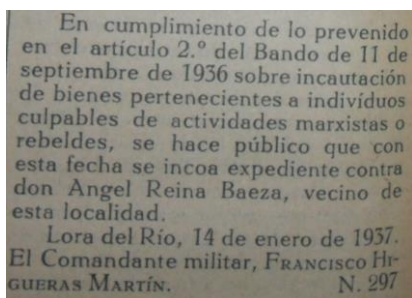 En cumplimiento de lo prevenido
en el artículo 2.º del Bando de 11 de
septiembre de 1936 sobre incautación
de bienes pertenecientes a indivíduos
culpables de actividades marxistas o
rebeldes, se hace público que con
esta fecha se incoa expediente contra
don Angel Reina Baeza, vecino de
esta localidad.
Lora del Río, 14 de enero de 1937.
El Comandante militar, FRANCISCO HI-
GUERAS MARTÍN. N. 297